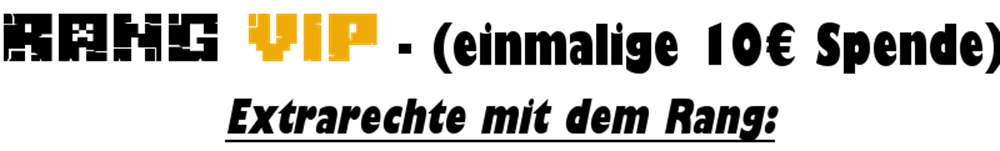 RANG VIP - (einmalige 10€ Spende)
Extrarechte mit dem Rang: